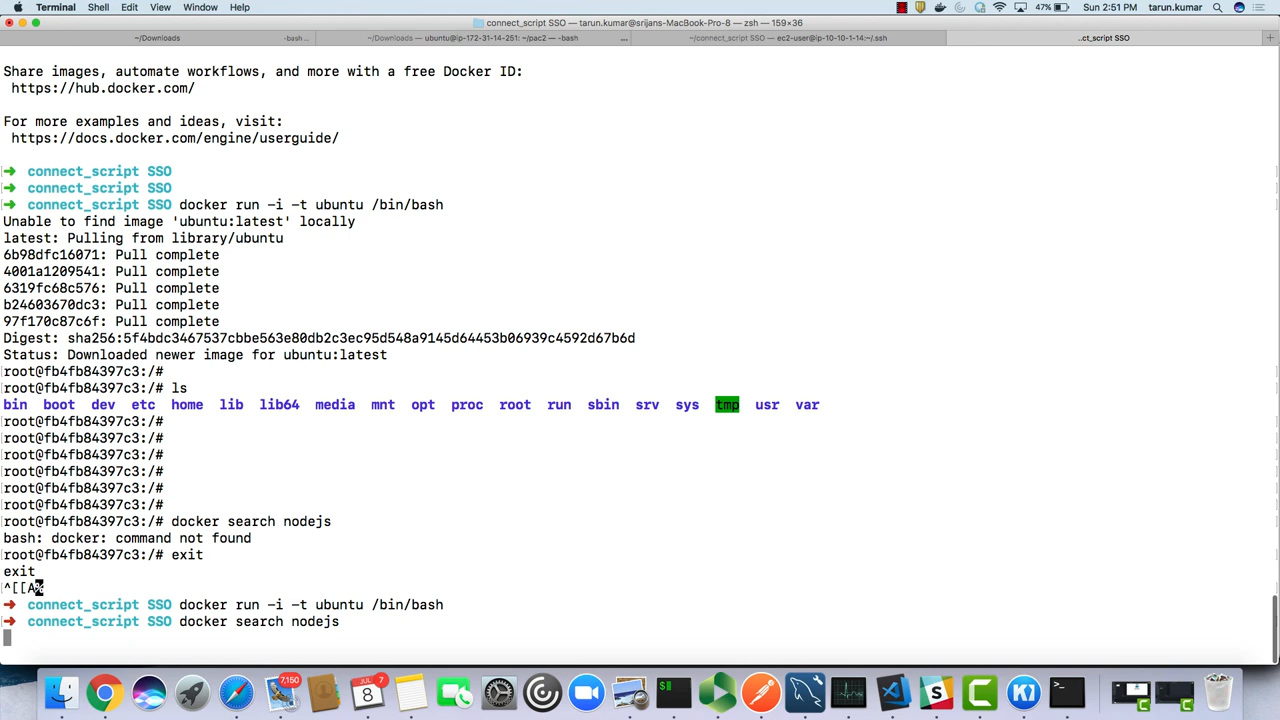 Terminal Shell Edit View Window Help 47% Sun 2:51 PM tarun.kumar
connect_script SSO — tarun.kumar@srijans-MacBook-Pro-8 — zsh — 159×36
~/Downloads -bash ... ~/Downloads — ubuntu@ip-172-31-14-251: ~/pac2 — -bash ... ~/connect_script SSO — ec2-user@ip-10-10-1-14:~/.ssh ..ct_script SSO +
Share images, automate workflows, and more with a free Docker ID:
https://hub.docker.com/
For more examples and ideas, visit:
https://docs.docker.com/engine/userguide/
➜ connect_script SSO
➜ connect_script SSO
➜ connect_script SSO docker run -i -t ubuntu /bin/bash
Unable to find image 'ubuntu:latest' locally
latest: Pulling from library/ubuntu
6b98dfc16071: Pull complete
4001a1209541: Pull complete
6319fc68c576: Pull complete
b24603670dc3: Pull complete
97f170c87c6f: Pull complete
Digest: sha256:5f4bdc3467537cbbe563e80db2c3ec95d548a9145d64453b06939c4592d67b6d
Status: Downloaded newer image for ubuntu:latest
root@fb4fb84397c3:/#
root@fb4fb84397c3:/# ls
bin boot dev etc home lib lib64 media mnt opt proc root run sbin srv sys tmp usr var
root@fb4fb84397c3:/#
root@fb4fb84397c3:/#
root@fb4fb84397c3:/#
root@fb4fb84397c3:/#
root@fb4fb84397c3:/#
root@fb4fb84397c3:/#
root@fb4fb84397c3:/# docker search nodejs
bash: docker: command not found
root@fb4fb84397c3:/# exit
exit
^[[A%
➜ connect_script SSO docker run -i -t ubuntu /bin/bash
➜ connect_script SSO docker search nodejs
7,150
JUL 7
8
$
K
>_